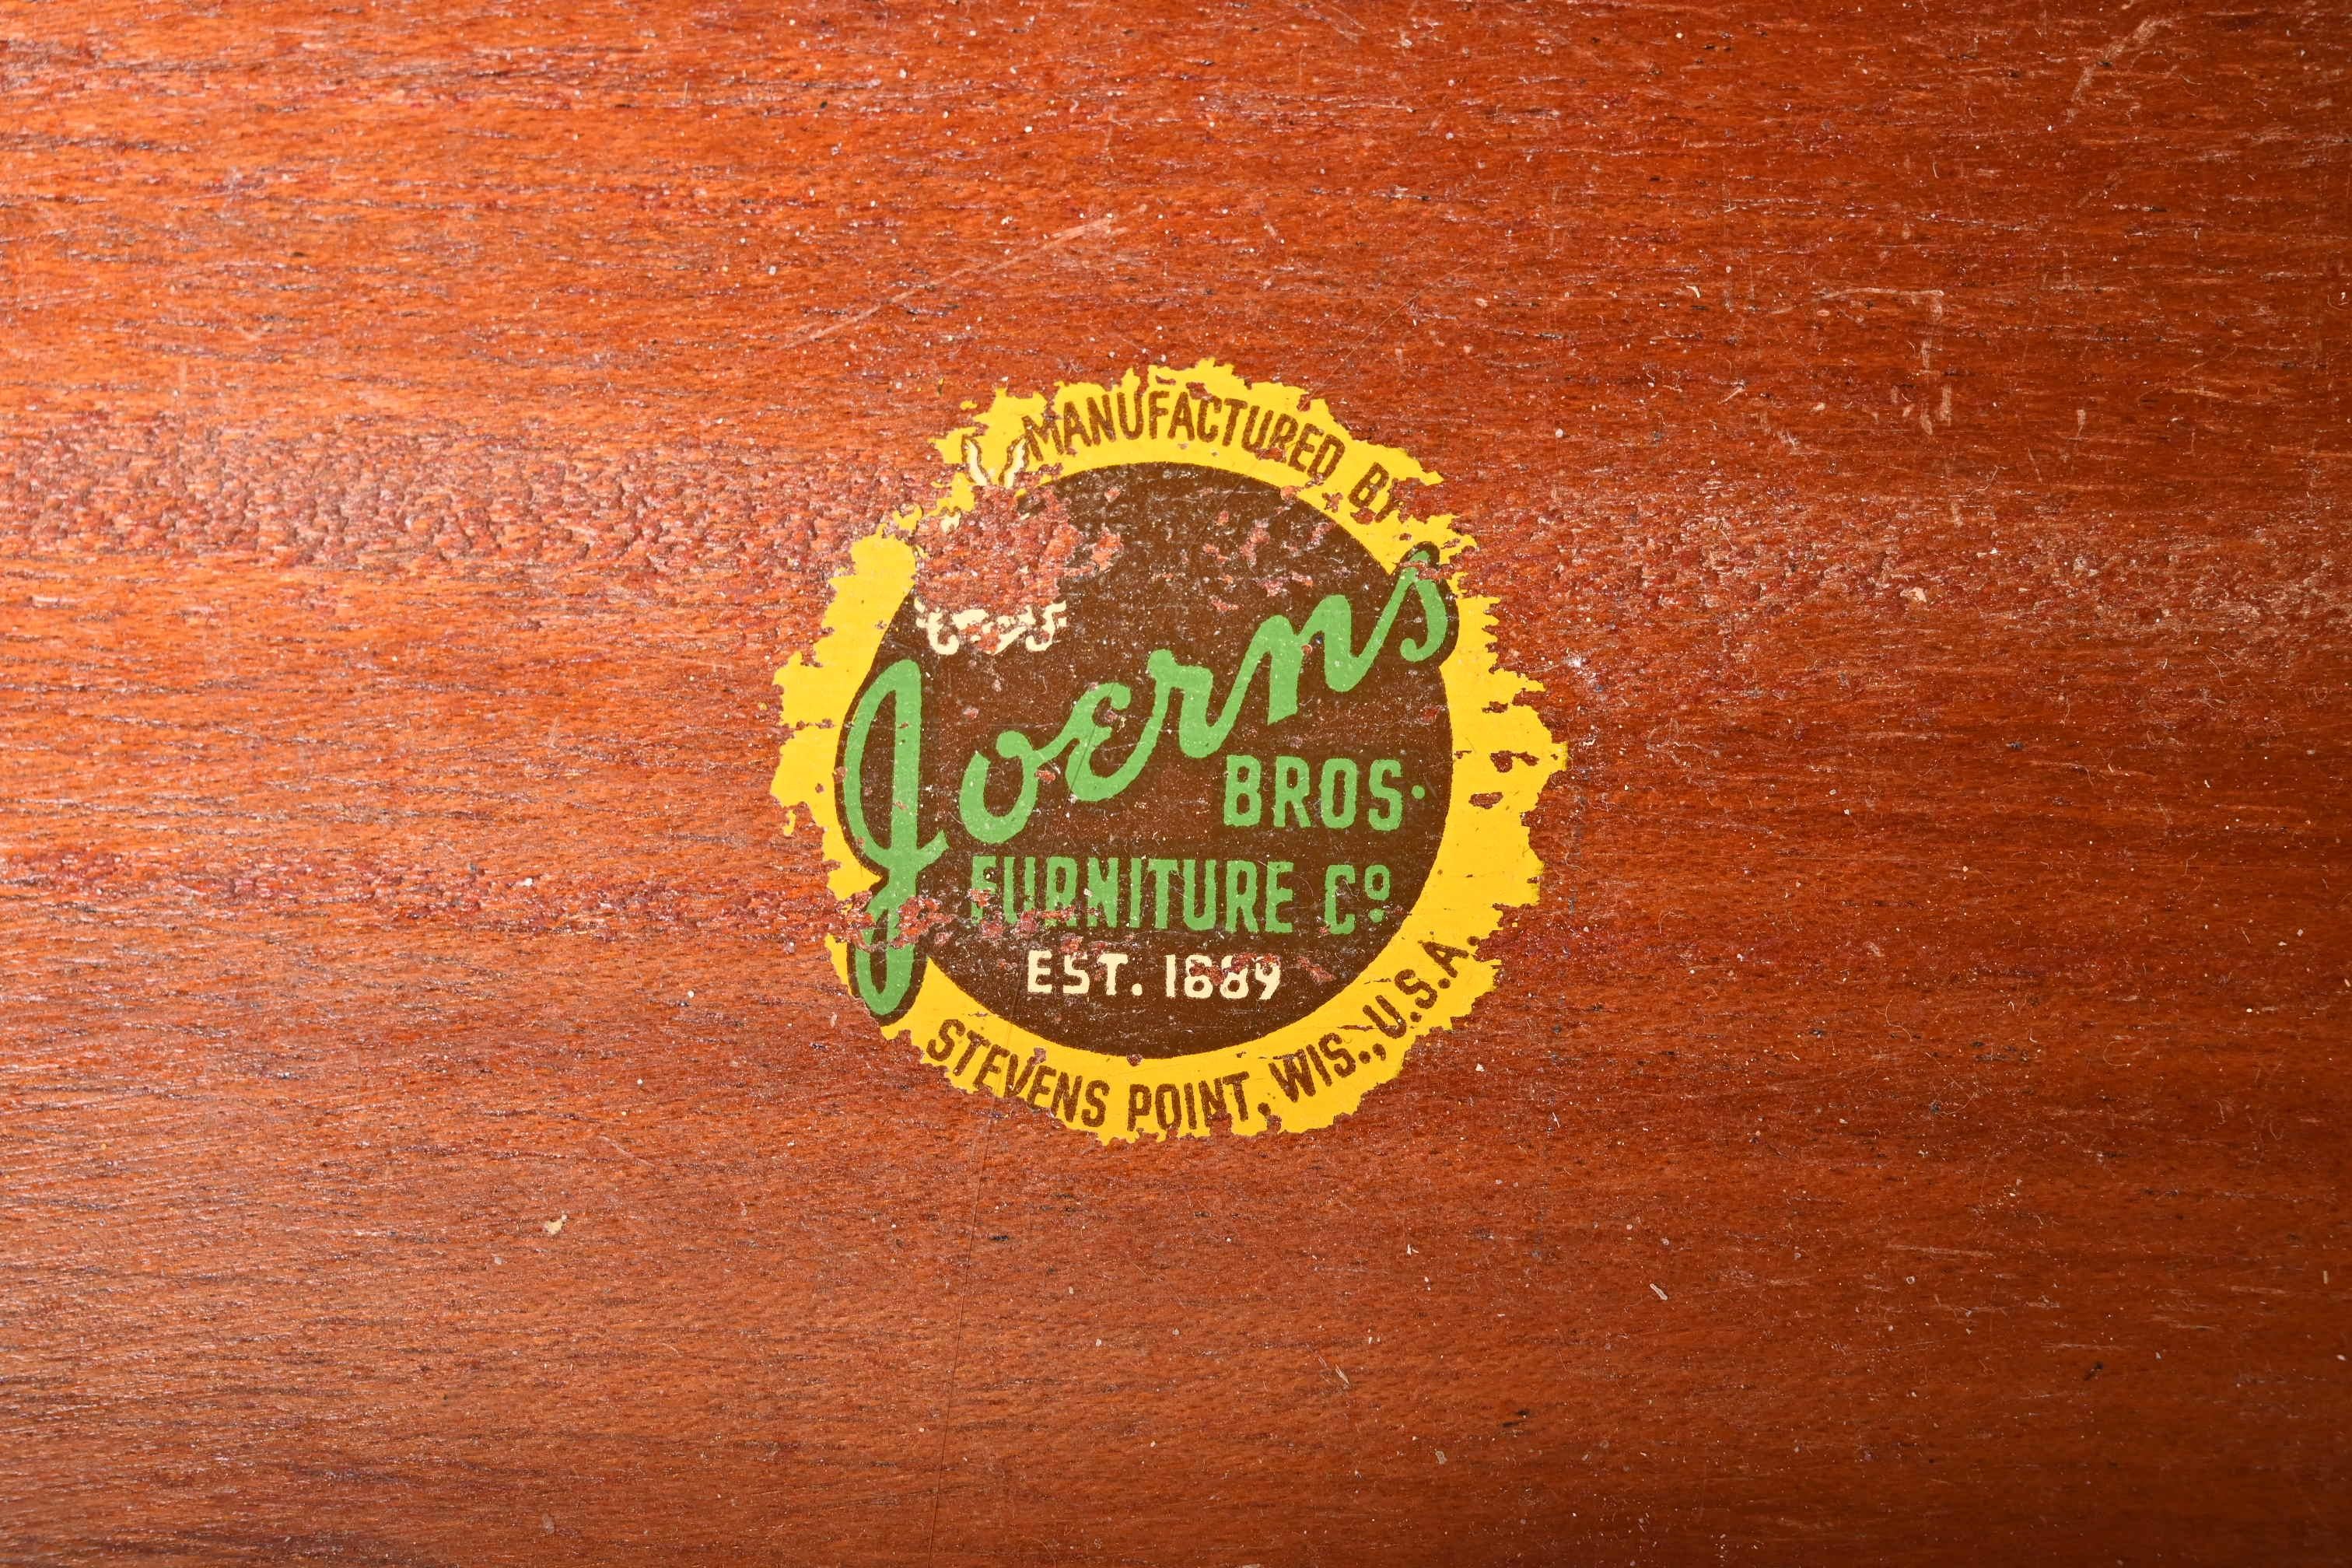 MANUFACTURED BY
Joerns
BROS.
FURNITURE Cº
EST. 1889
STEVENS POINT, WIS., U.S.A.